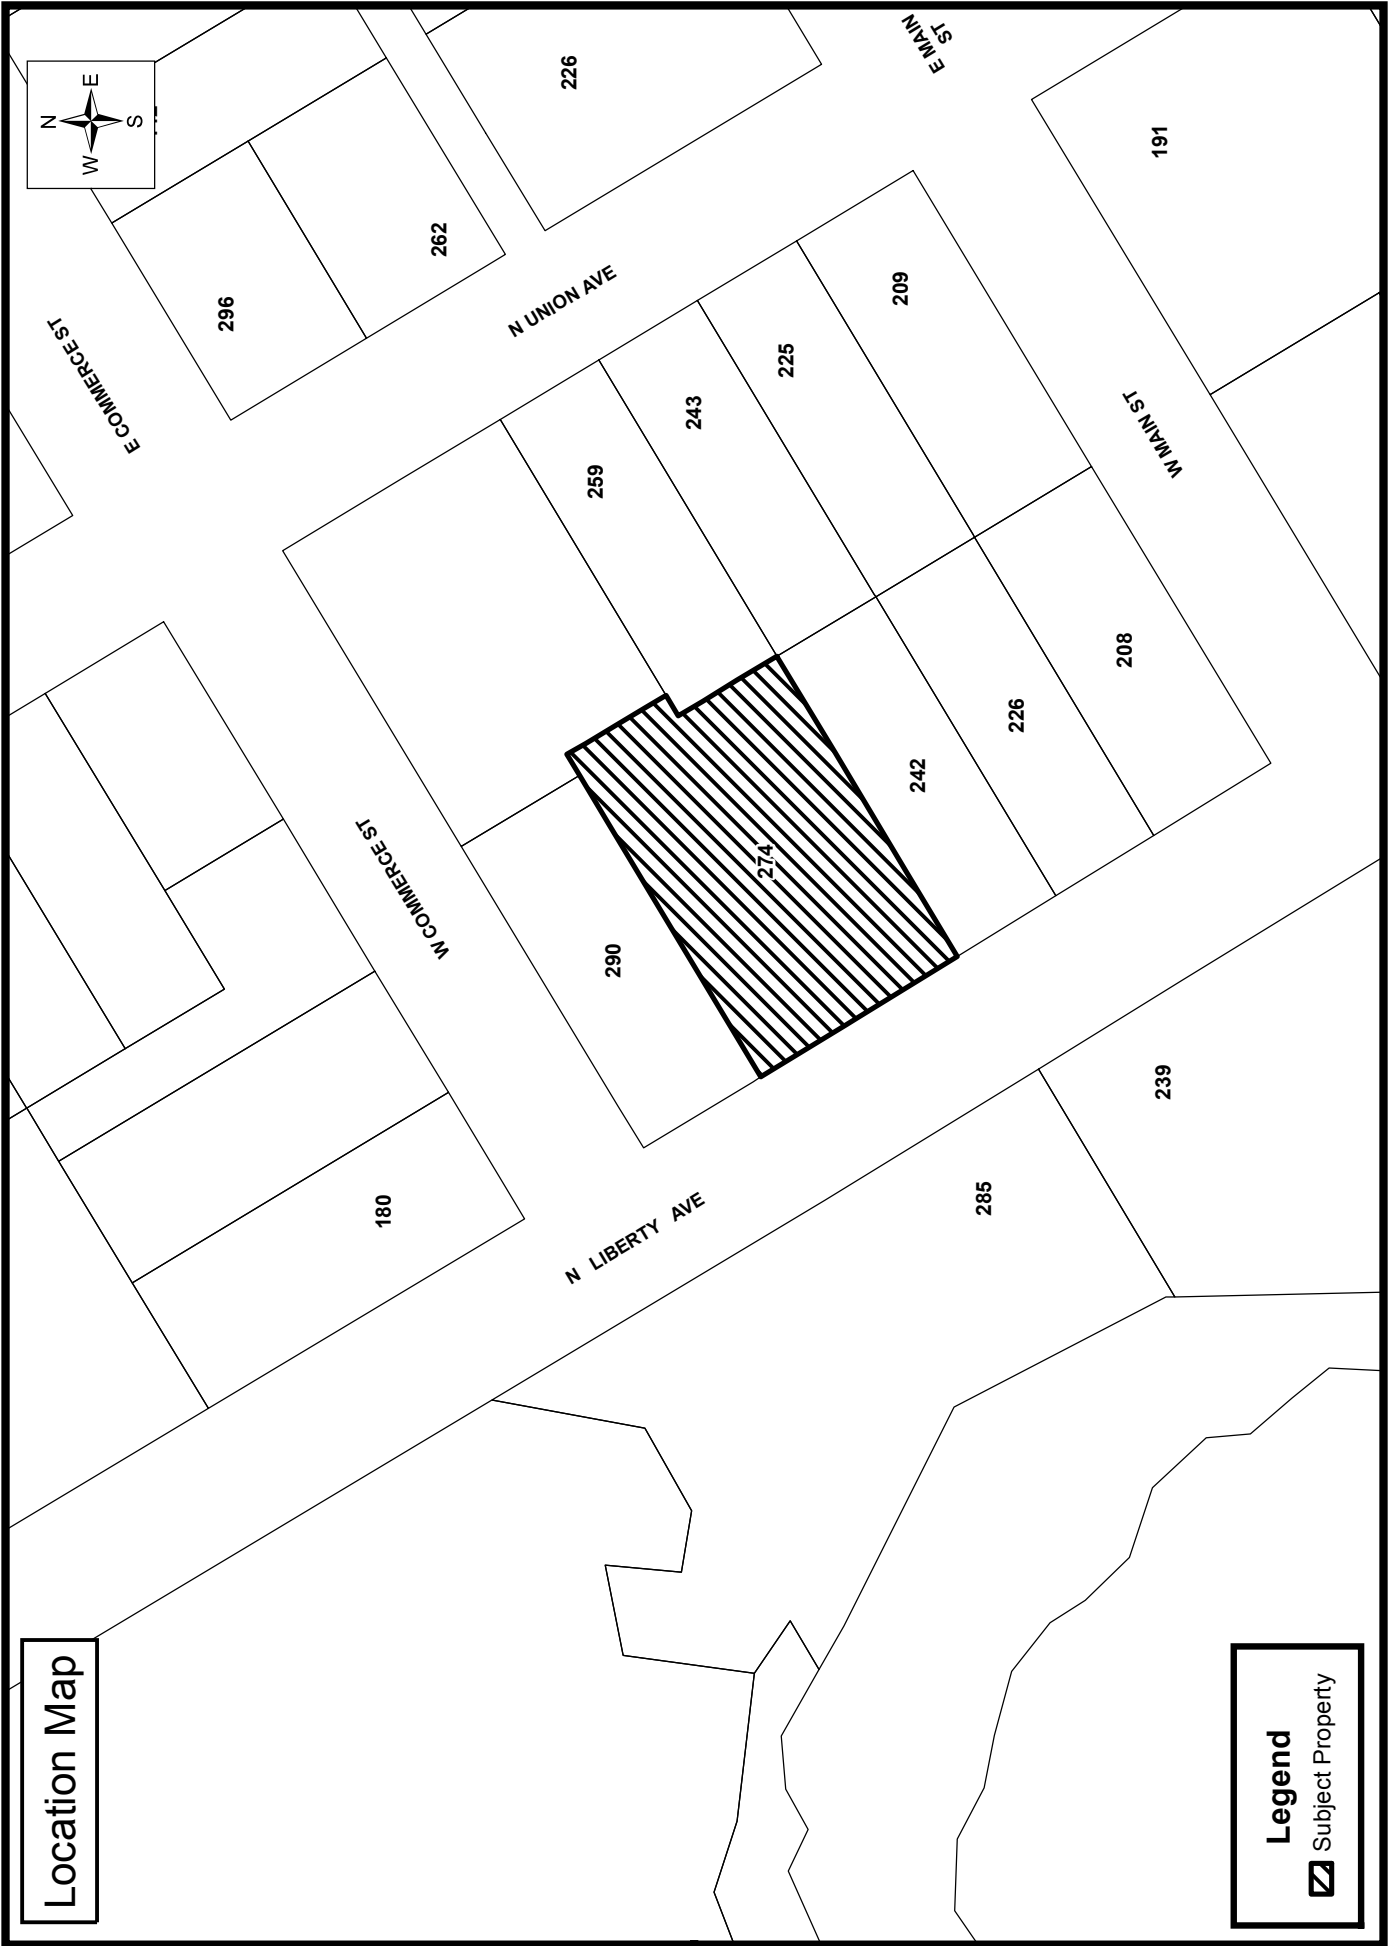 Location Map
N
W E
S
E COMMERCE ST
296
262
226
E MAIN
ST
191
N UNION AVE
209
225
243
259
W MAIN ST
208
226
242
274
290
W COMMERCE ST
180
N LIBERTY AVE
285
239
Legend
Subject Property